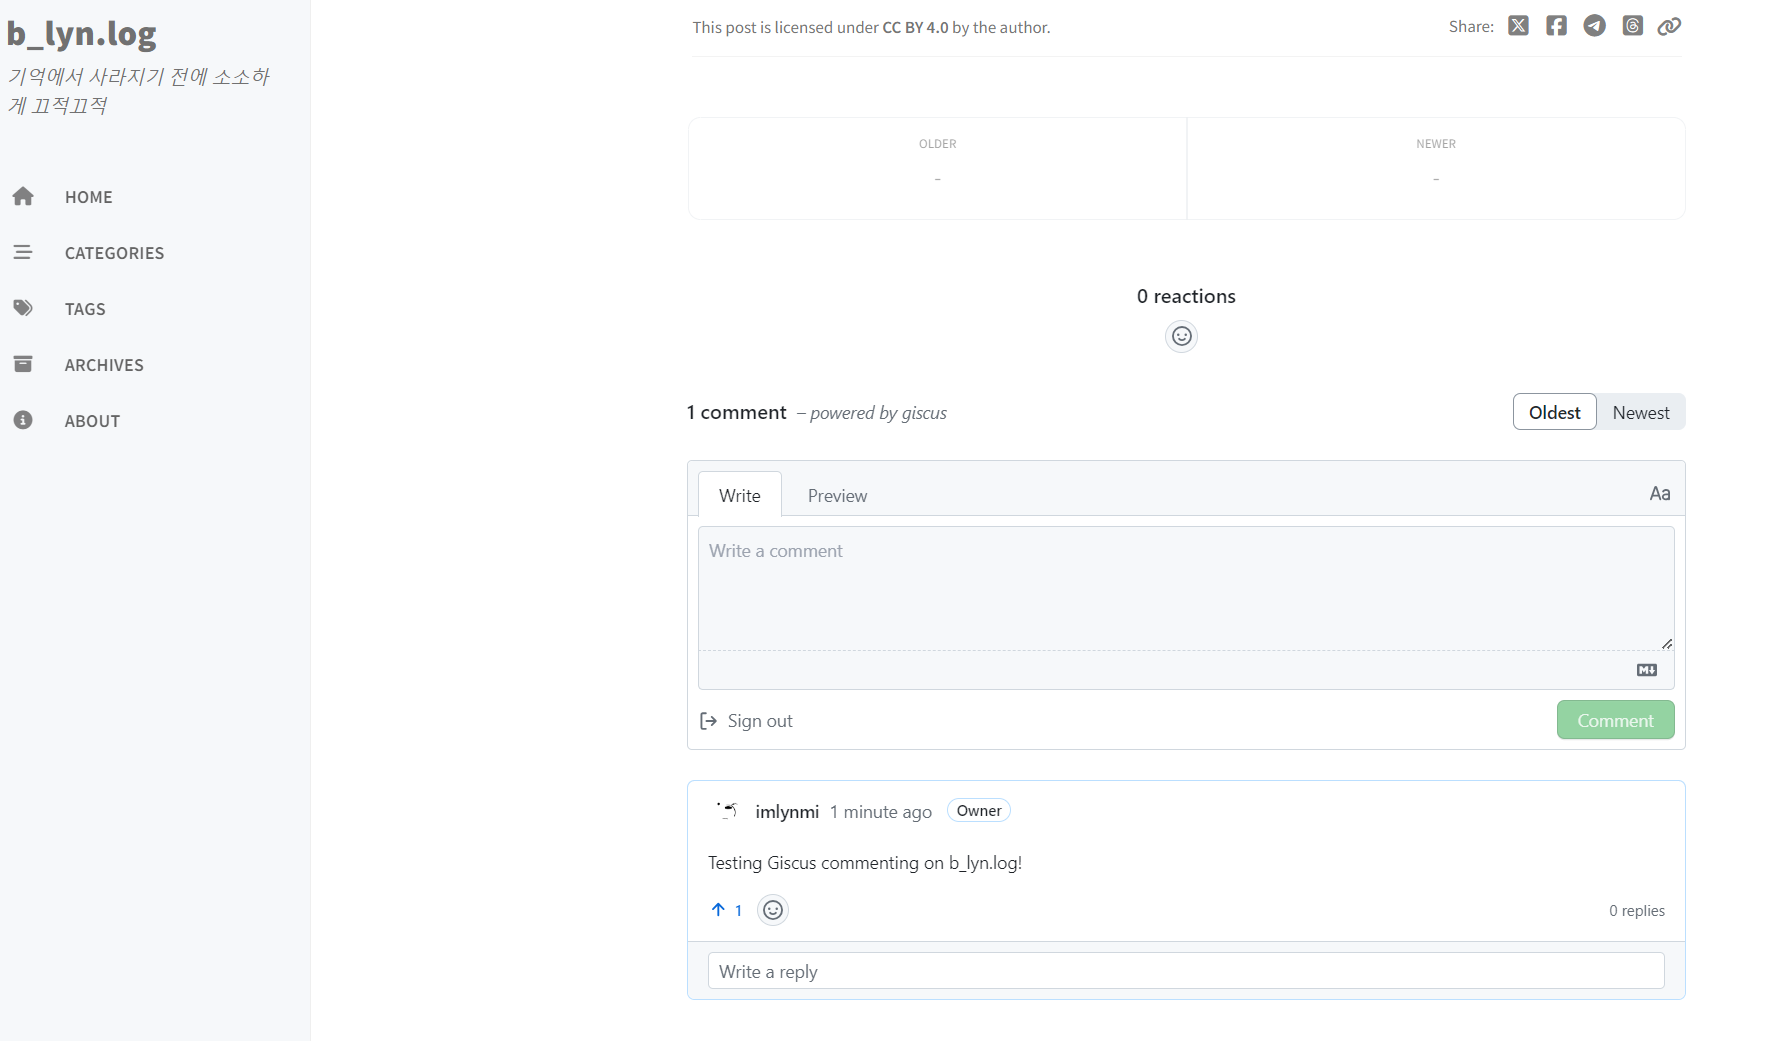 b_lyn.log
기억에서 사라지기 전에 소소하
게 끄적끄적
HOME
CATEGORIES
TAGS
ARCHIVES
ABOUT
This post is licensed under CC BY 4.0 by the author.
Share:
OLDER
-
NEWER
-
0 reactions
1 comment – powered by giscus
Oldest
Newest
Write
Preview
Aa
Write a comment
M↓
Sign out
Comment
imlynmi 1 minute ago Owner
Testing Giscus commenting on b_lyn.log!
1
0 replies
Write a reply